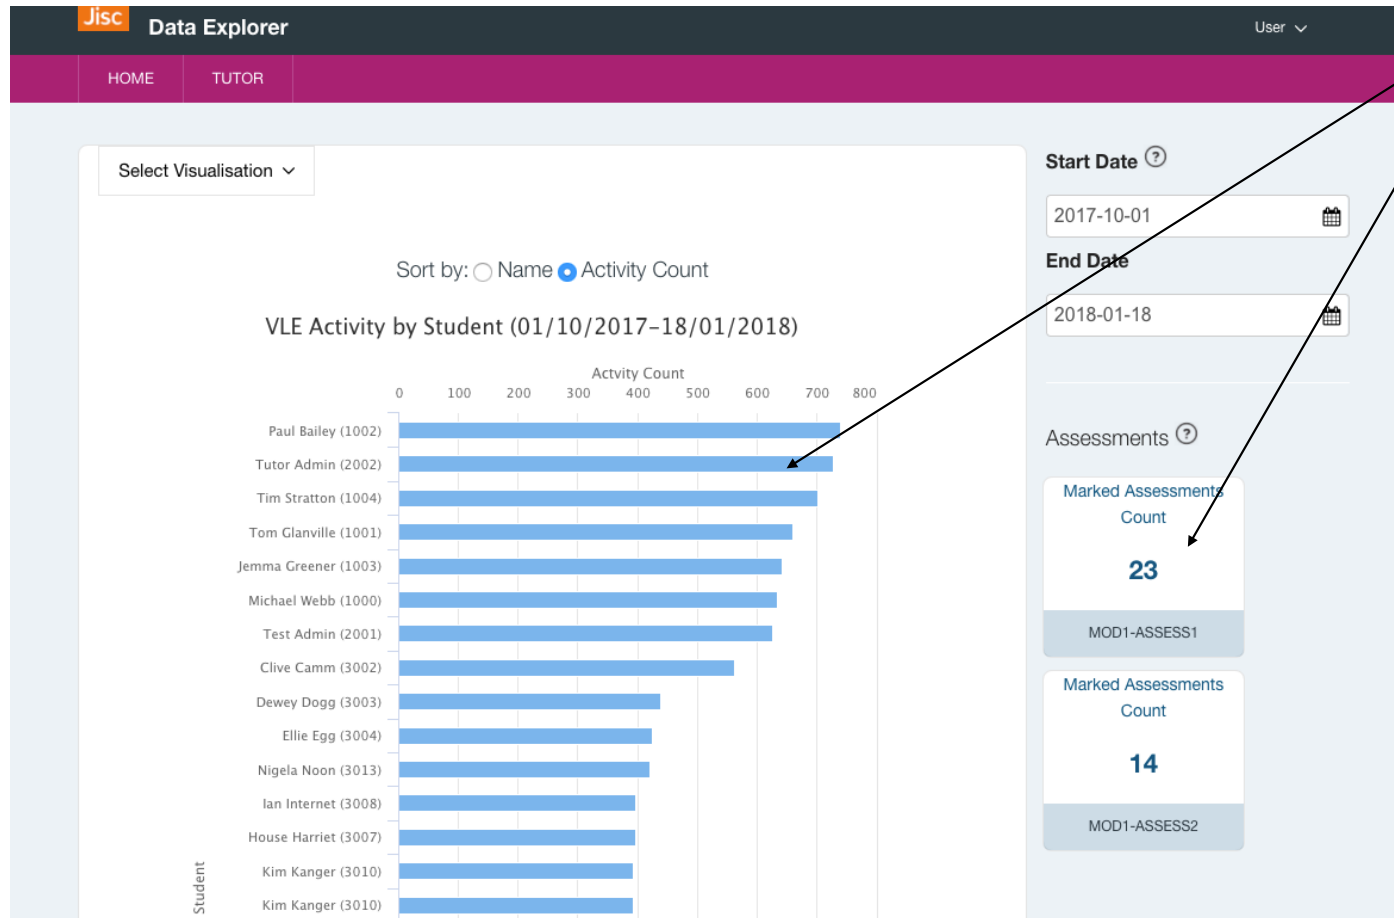 Jisc
Data Explorer
User
HOME
TUTOR
Select Visualisation
Start Date ?
2017-10-01
End Date
2018-01-18
Sort by: Name Activity Count
VLE Activity by Student (01/10/2017-18/01/2018)
Actvity Count
0 100 200 300 400 500 600 700 800
Paul Bailey (1002)
Tutor Admin (2002)
Tim Stratton (1004)
Tom Glanville (1001)
Jemma Greener (1003)
Michael Webb (1000)
Test Admin (2001)
Clive Camm (3002)
Dewey Dogg (3003)
Ellie Egg (3004)
Nigela Noon (3013)
Ian Internet (3008)
House Harriet (3007)
Kim Kanger (3010)
Kim Kanger (3010)
Student
Assessments ?
Marked Assessments
Count
23
MOD1-ASSESS1
Marked Assessments
Count
14
MOD1-ASSESS2